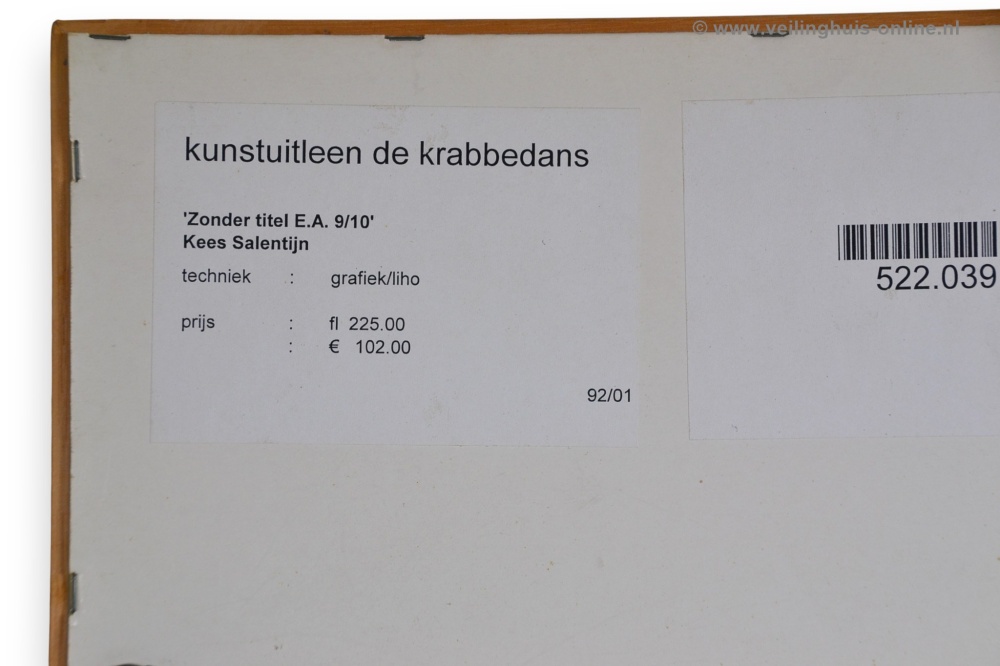 © www.veilinghuis-online.nl
kunstuitleen de krabbedans
'Zonder titel E.A. 9/10'
Kees Salentijn
techniek : grafiek/liho
prijs : fl 225.00
: € 102.00
92/01
522.039